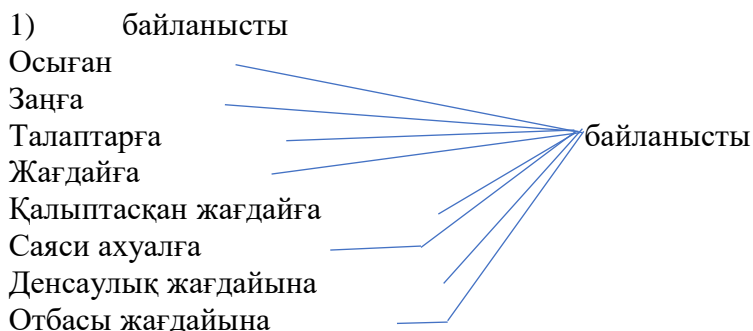 1) байланысты
Осыған
Заңға
Талаптарға байланысты
Жағдайға
Қалыптасқан жағдайға
Саяси ахуалға
Денсаулық жағдайына
Отбасы жағдайына